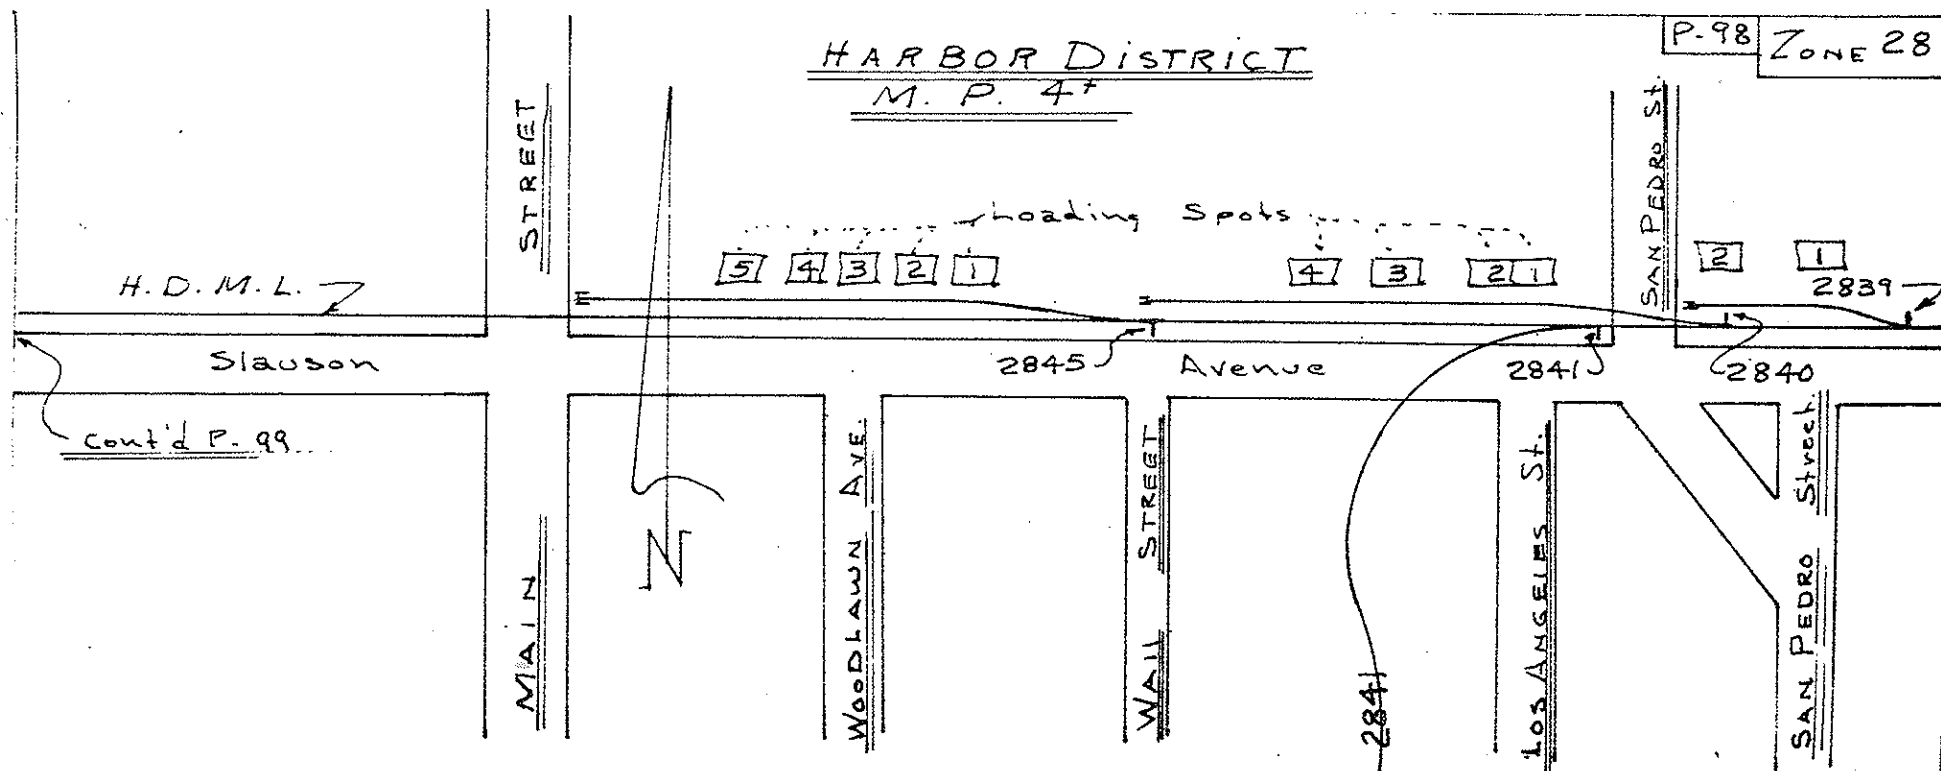 HARBOR DISTRICT
M. P. 4+
P-98
ZONE 28
STREET
SAN PEDRO St.
Loading Spots
5 4 3 2 1
4 3 2 1
2 1
H. D. M. L.
2839
Slauson Avenue
2845
2841
2840
Cont'd P-99
MAIN
N
WOODLAWN AVE.
WALL STREET
2841
LOS ANGELES St.
SAN PEDRO Street